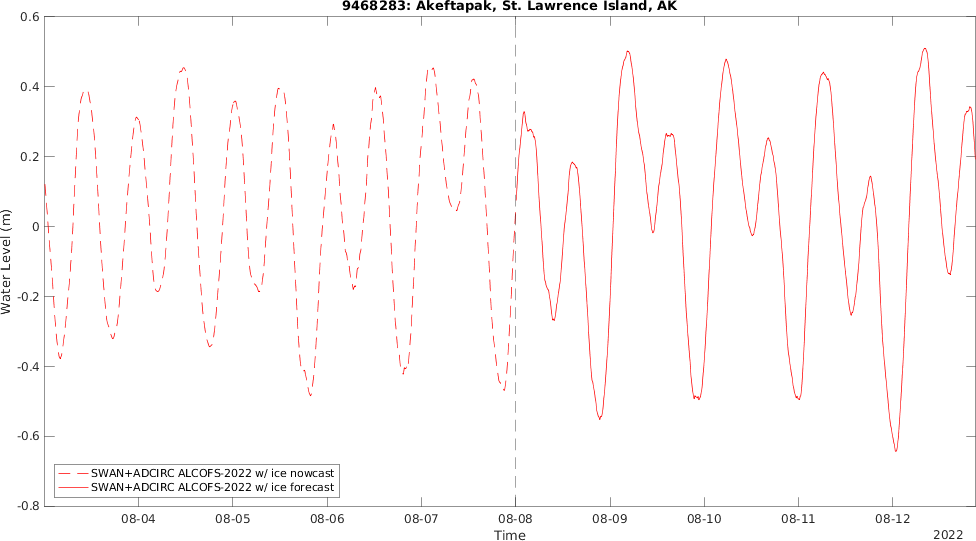 9468283: Akeftapak, St. Lawrence Island, AK
0.6
0.4
0.2
0
-0.2
-0.4
-0.6
-0.8
Water Level (m)
SWAN+ADCIRC ALCOFS-2022 w/ ice nowcast
SWAN+ADCIRC ALCOFS-2022 w/ ice forecast
08-04 08-05 08-06 08-07 08-08 08-09 08-10 08-11 08-12
Time
2022